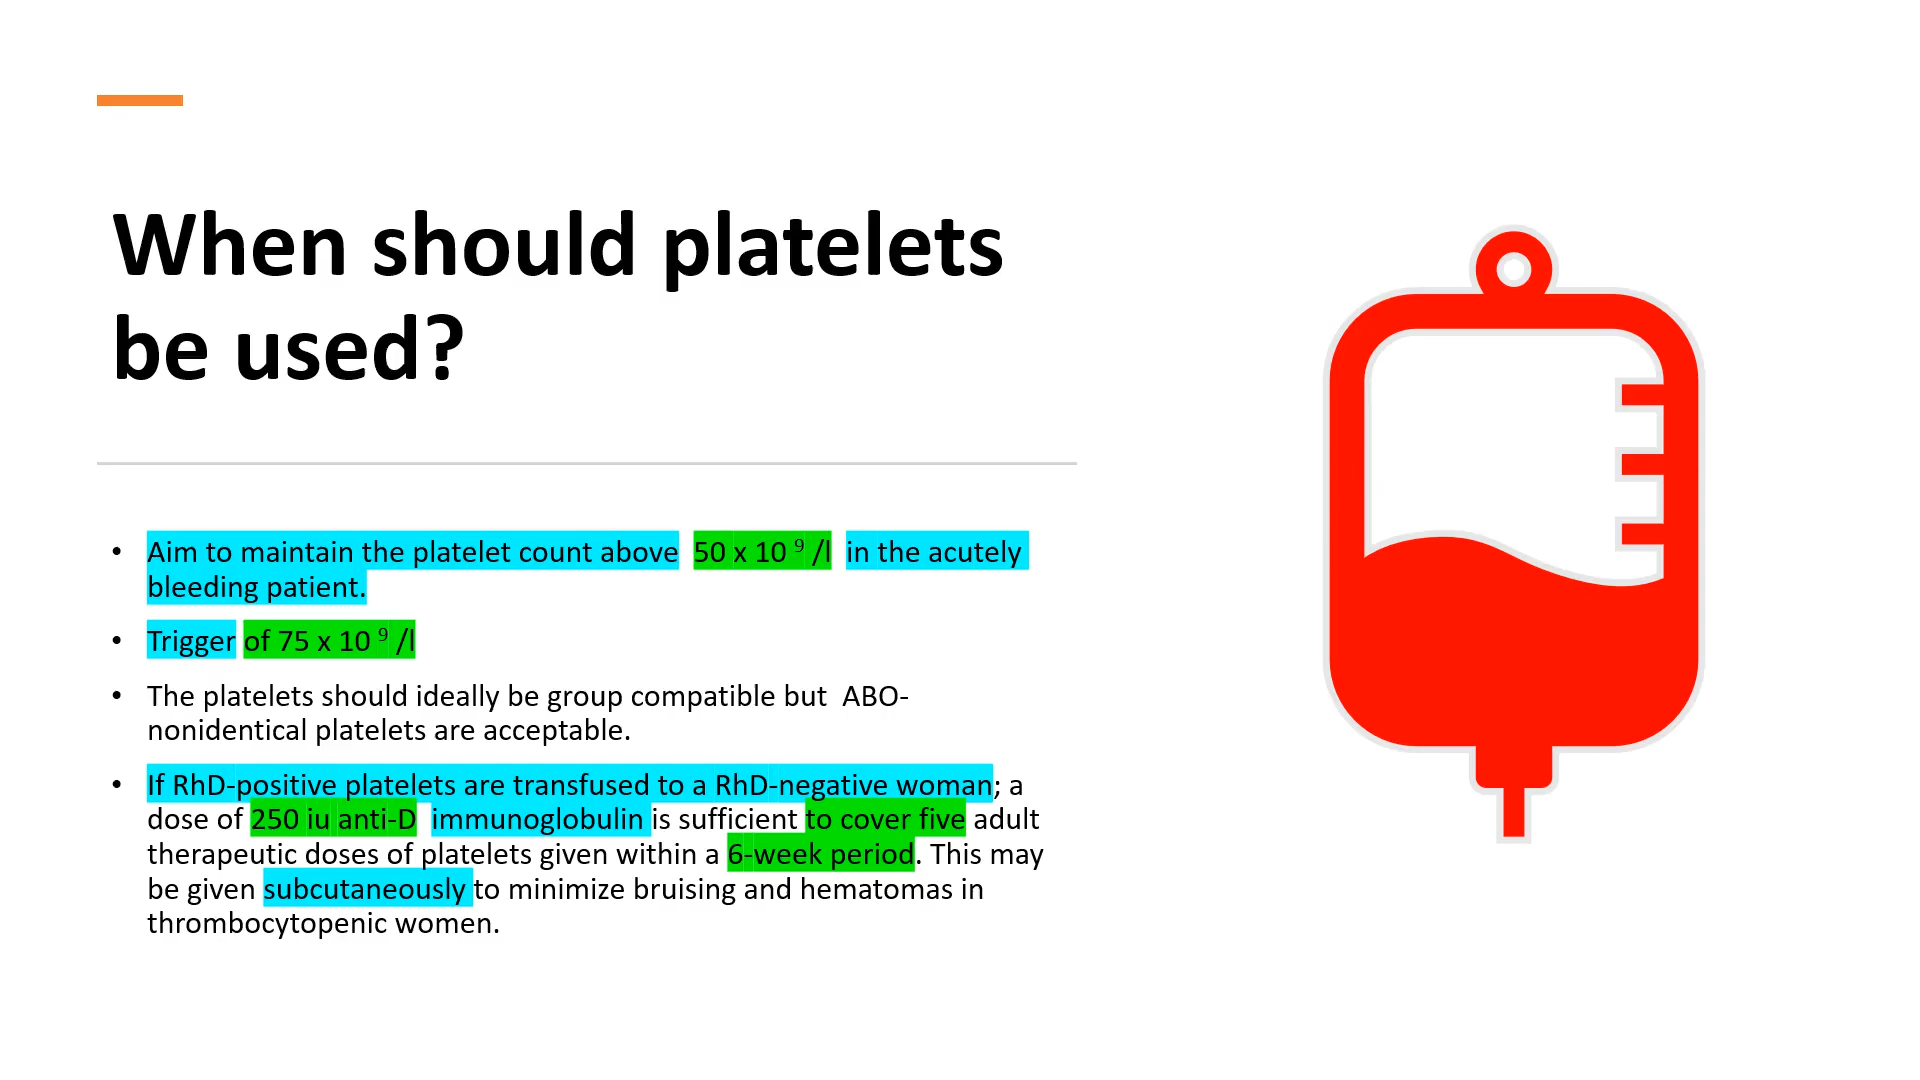 When should platelets
be used?
• Aim to maintain the platelet count above 50 x 10 ⁹ /l in the acutely
bleeding patient.
• Trigger of 75 x 10 ⁹ /l
• The platelets should ideally be group compatible but ABO-
nonidentical platelets are acceptable.
• If RhD-positive platelets are transfused to a RhD-negative woman; a
dose of 250 iu anti-D immunoglobulin is sufficient to cover five adult
therapeutic doses of platelets given within a 6-week period. This may
be given subcutaneously to minimize bruising and hematomas in
thrombocytopenic women.